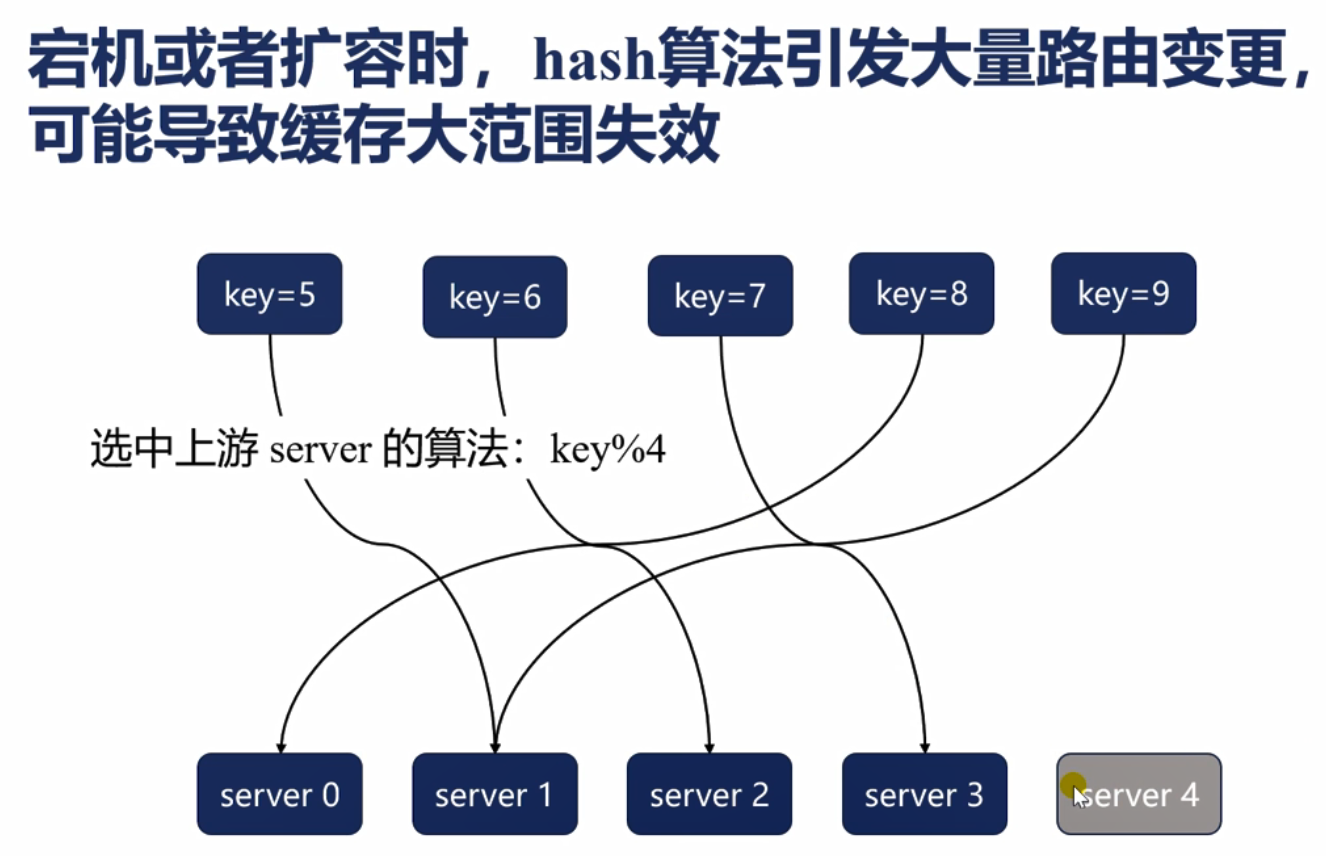 宕机或者扩容时，hash算法引发大量路由变更，
可能导致缓存大范围失效
key=5
key=6
key=7
key=8
key=9
选中上游 server 的算法：key%4
server 0
server 1
server 2
server 3
server 4